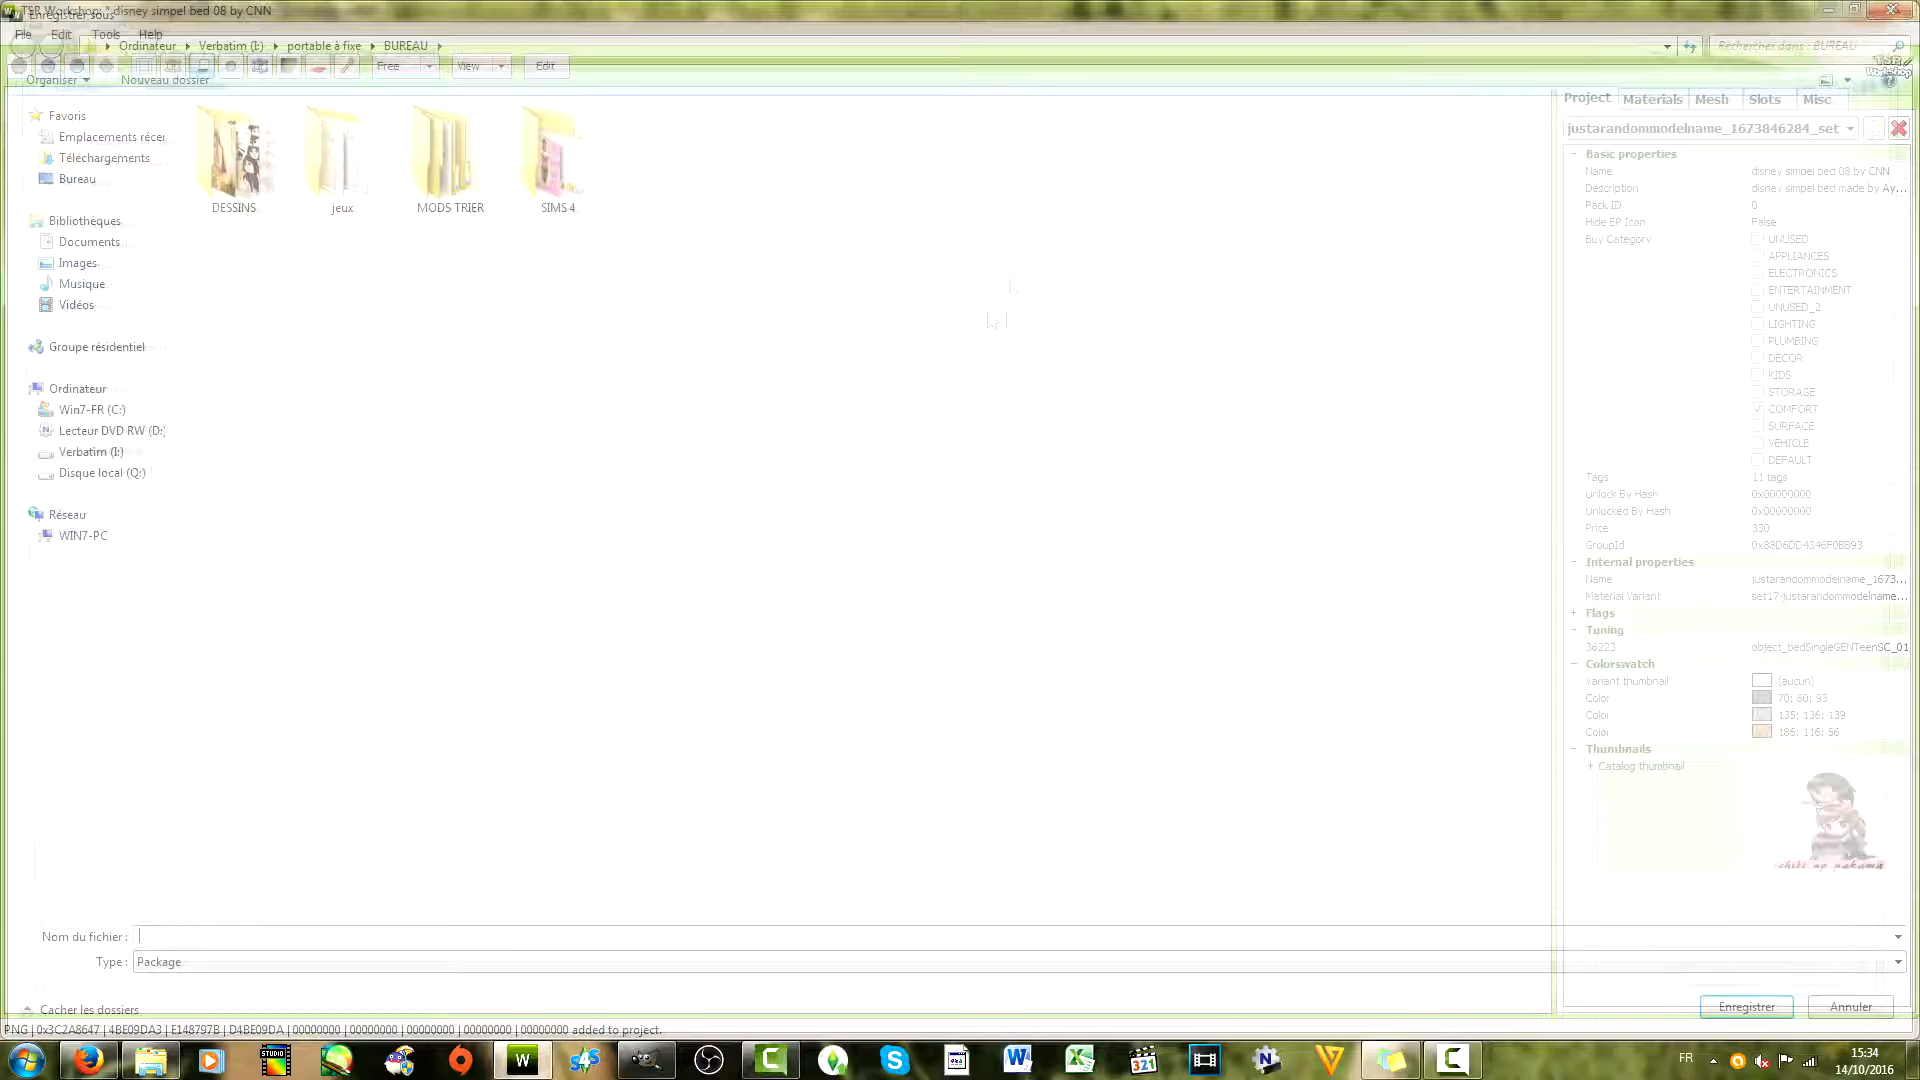 TSR Workshop: * disney simpel bed 08 by CNN
Enregistrer sous
File Edit Tools Help
Ordinateur Verbatim (I:) portable à fixe BUREAU
Rechercher dans : BUREAU
Free View Edit
TSR Workshop
Organiser Nouveau dossier
Project Materials Mesh Slots Misc
justarandommodelname_1673846284_set
Favoris
Emplacements récer
Téléchargements
Bureau
Bibliothèques
Documents
Images
Musique
Vidéos
Groupe résidentiel
Ordinateur
Win7-FR (C:)
Lecteur DVD RW (D:)
Verbatim (I:)
Disque local (Q:)
Réseau
WIN7-PC
DESSINS
jeux
MODS TRIER
SIMS 4
Basic properties
Name disney simpel bed 08 by CNN
Description disney simpel bed made by Ay...
Pack ID 0
Hide EP Icon False
Buy Category UNUSED
APPLIANCES
ELECTRONICS
ENTERTAINMENT
UNUSED_2
LIGHTING
PLUMBING
DECOR
KIDS
STORAGE
COMFORT
SURFACE
VEHICLE
DEFAULT
Tags 11 tags
Unlock By Hash 0x00000000
Unlocked By Hash 0x00000000
Price 330
GroupId 0x88D6DD4346F0BB93
Internal properties
Name justarandommodelname_1673...
Material Variant set17-justarandommodelname...
Flags
Tuning
36223 object_bedSingleGENTeenSC_01
Colorswatch
Variant thumbnail (aucun)
Color 70; 80; 93
Color 135; 136; 139
Color 186; 116; 56
Thumbnails
Catalog thumbnail
chibi no nakama
Nom du fichier :
Type : Package
Cacher les dossiers
Enregistrer Annuler
PNG | 0x3C2A8647 | 4BE09DA3 | E148797B | D4BE09DA | 00000000 | 00000000 | 00000000 | 00000000 | 00000000 added to project.
STUDIO
W
S4S
321
FR
15:34
14/10/2016